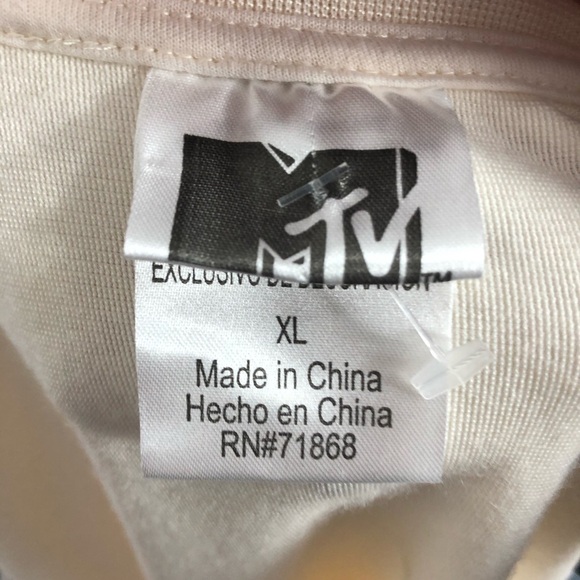 MTV
EXCLUSIVO DE
XL
Made in China
Hecho en China
RN#71868